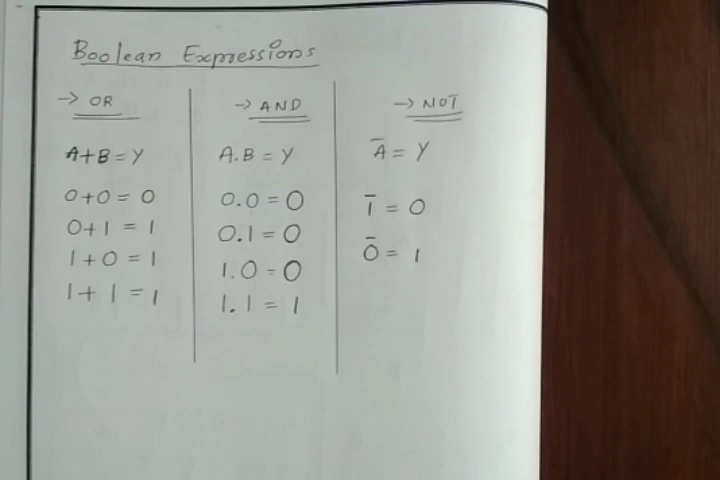 Boolean Expressions
→ OR
A+B = Y
0+0 = 0
0+1 = 1
1+0 = 1
1+1 = 1
→ AND
A.B = Y
0.0 = 0
0.1 = 0
1.0 = 0
1.1 = 1
→ NOT
A̅ = Y
1̅ = 0
0̅ = 1